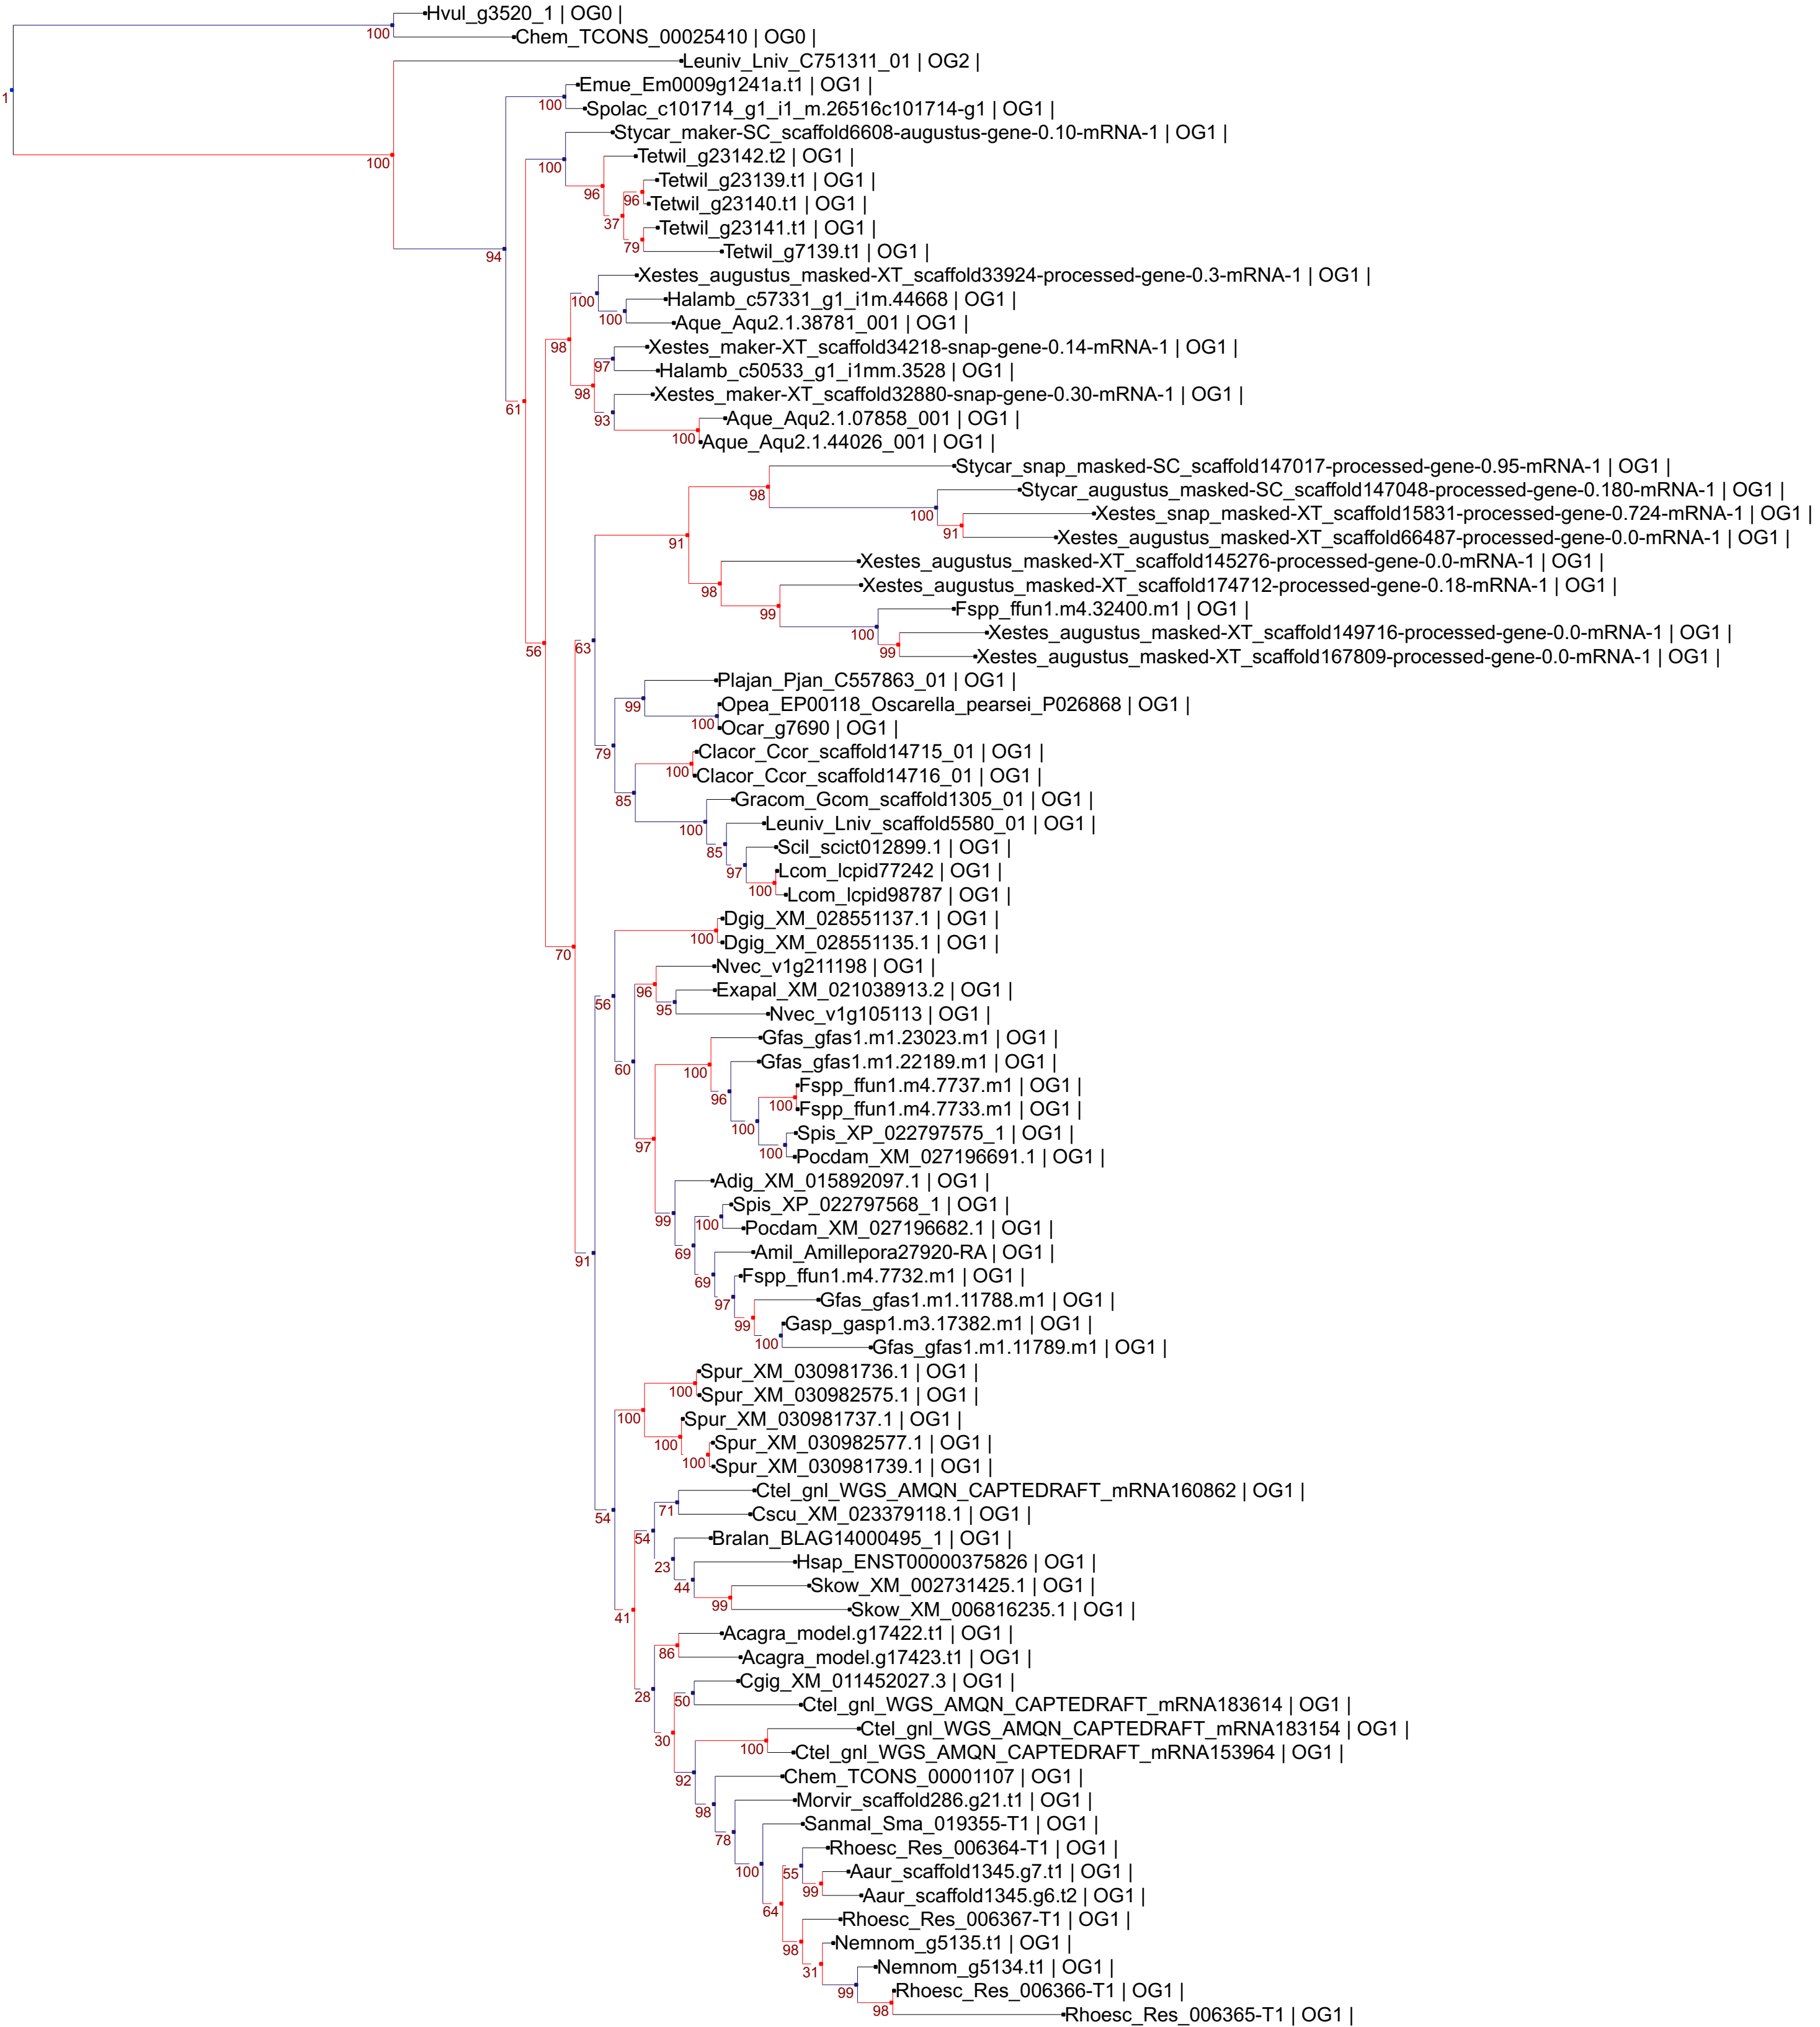 Hvul_g3520_1 | OG0 |
100
Chem_TCONS_00025410 | OG0 |
Leuniv_Lniv_C751311_01 | OG2 |
Emue_Em0009g1241a.t1 | OG1 |
1
100
Spolac_c101714_g1_i1_m.26516c101714-g1 | OG1 |
Stycar_maker-SC_scaffold6608-augustus-gene-0.10-mRNA-1 | OG1 |
100
100
Tetwil_g23142.t2 | OG1 |
Tetwil_g23139.t1 | OG1 |
96
96
Tetwil_g23140.t1 | OG1 |
37
Tetwil_g23141.t1 | OG1 |
79
Tetwil_g7139.t1 | OG1 |
94
Xestes_augustus_masked-XT_scaffold33924-processed-gene-0.3-mRNA-1 | OG1 |
100
Halamb_c57331_g1_i1m.44668 | OG1 |
100
Aque_Aqu2.1.38781_001 | OG1 |
98
Xestes_maker-XT_scaffold34218-snap-gene-0.14-mRNA-1 | OG1 |
97
Halamb_c50533_g1_i1mm.3528 | OG1 |
98
Xestes_maker-XT_scaffold32880-snap-gene-0.30-mRNA-1 | OG1 |
61
93
Aque_Aqu2.1.07858_001 | OG1 |
100
Aque_Aqu2.1.44026_001 | OG1 |
Stycar_snap_masked-SC_scaffold147017-processed-gene-0.95-mRNA-1 | OG1 |
98
Stycar_augustus_masked-SC_scaffold147048-processed-gene-0.180-mRNA-1 | OG1 |
100
Xestes_snap_masked-XT_scaffold15831-processed-gene-0.724-mRNA-1 | OG1 |
91
Xestes_augustus_masked-XT_scaffold66487-processed-gene-0.0-mRNA-1 | OG1 |
91
Xestes_augustus_masked-XT_scaffold145276-processed-gene-0.0-mRNA-1 | OG1 |
98
Xestes_augustus_masked-XT_scaffold174712-processed-gene-0.18-mRNA-1 | OG1 |
99
Fspp_ffun1.m4.32400.m1 | OG1 |
100
Xestes_augustus_masked-XT_scaffold149716-processed-gene-0.0-mRNA-1 | OG1 |
56
63
99
Xestes_augustus_masked-XT_scaffold167809-processed-gene-0.0-mRNA-1 | OG1 |
Plajan_Pjan_C557863_01 | OG1 |
99
Opea_EP00118_Oscarella_pearsei_P026868 | OG1 |
100
Ocar_g7690 | OG1 |
79
Clacor_Ccor_scaffold14715_01 | OG1 |
100
Clacor_Ccor_scaffold14716_01 | OG1 |
85
Gracom_Gcom_scaffold1305_01 | OG1 |
100
Leuniv_Lniv_scaffold5580_01 | OG1 |
85
Scil_scict012899.1 | OG1 |
97
Lcom_lcpid77242 | OG1 |
100
Lcom_lcpid98787 | OG1 |
Dgig_XM_028551137.1 | OG1 |
100
Dgig_XM_028551135.1 | OG1 |
70
Nvec_v1g211198 | OG1 |
96
Exapal_XM_021038913.2 | OG1 |
56
95
Nvec_v1g105113 | OG1 |
Gfas_gfas1.m1.23023.m1 | OG1 |
60
100
Gfas_gfas1.m1.22189.m1 | OG1 |
Fspp_ffun1.m4.7737.m1 | OG1 |
96
100
Fspp_ffun1.m4.7733.m1 | OG1 |
100
Spis_XP_022797575_1 | OG1 |
97
100
Pocdam_XM_027196691.1 | OG1 |
Adig_XM_015892097.1 | OG1 |
Spis_XP_022797568_1 | OG1 |
99
100
Pocdam_XM_027196682.1 | OG1 |
69
Amil_Amillepora27920-RA | OG1 |
91
69
Fspp_ffun1.m4.7732.m1 | OG1 |
97
Gfas_gfas1.m1.11788.m1 | OG1 |
99
Gasp_gasp1.m3.17382.m1 | OG1 |
100
Gfas_gfas1.m1.11789.m1 | OG1 |
Spur_XM_030981736.1 | OG1 |
100
Spur_XM_030982575.1 | OG1 |
100
Spur_XM_030981737.1 | OG1 |
100
Spur_XM_030982577.1 | OG1 |
100
Spur_XM_030981739.1 | OG1 |
Ctel_gnl_WGS_AMQN_CAPTEDRAFT_mRNA160862 | OG1 |
54
71
Cscu_XM_023379118.1 | OG1 |
54
Bralan_BLAG14000495_1 | OG1 |
23
Hsap_ENST00000375826 | OG1 |
44
Skow_XM_002731425.1 | OG1 |
99
Skow_XM_006816235.1 | OG1 |
41
Acagra_model.g17422.t1 | OG1 |
86
Acagra_model.g17423.t1 | OG1 |
Cgig_XM_011452027.3 | OG1 |
28
50
Ctel_gnl_WGS_AMQN_CAPTEDRAFT_mRNA183614 | OG1 |
Ctel_gnl_WGS_AMQN_CAPTEDRAFT_mRNA183154 | OG1 |
30
100
Ctel_gnl_WGS_AMQN_CAPTEDRAFT_mRNA153964 | OG1 |
92
Chem_TCONS_00001107 | OG1 |
98
Morvir_scaffold286.g21.t1 | OG1 |
Sanmal_Sma_019355-T1 | OG1 |
78
Rhoesc_Res_006364-T1 | OG1 |
100
55
Aaur_scaffold1345.g7.t1 | OG1 |
99
Aaur_scaffold1345.g6.t2 | OG1 |
64
Rhoesc_Res_006367-T1 | OG1 |
98
Nemnom_g5135.t1 | OG1 |
31
Nemnom_g5134.t1 | OG1 |
99
Rhoesc_Res_006366-T1 | OG1 |
98
Rhoesc_Res_006365-T1 | OG1 |